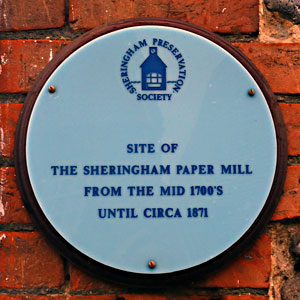 SHERINGHAM PRESERVATION
SOCIETY
SITE OF
THE SHERINGHAM PAPER MILL
FROM THE MID 1700'S
UNTIL CIRCA 1871